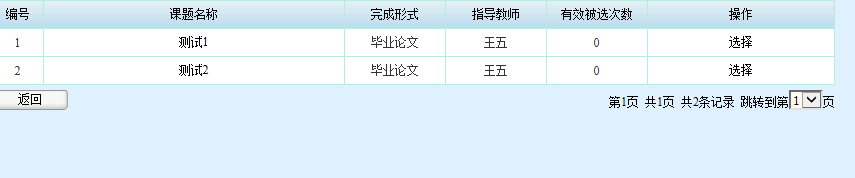 编号 课题名称 完成形式 指导教师 有效被选次数 操作
1 测试1 毕业论文 王五 0 选择
2 测试2 毕业论文 王五 0 选择
返回 第1页 共1页 共2条记录 跳转到第1页